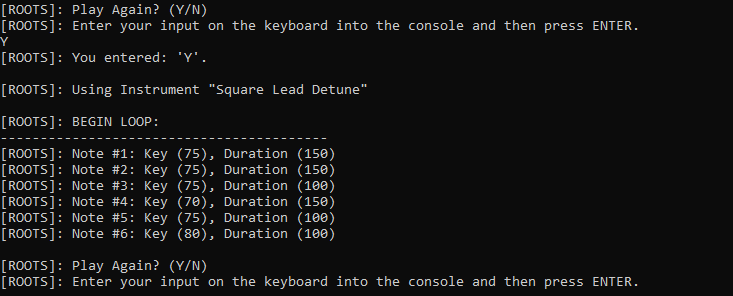 [ROOTS]: Play Again? (Y/N)
[ROOTS]: Enter your input on the keyboard into the console and then press ENTER.
Y
[ROOTS]: You entered: 'Y'.
[ROOTS]: Using Instrument "Square Lead Detune"
[ROOTS]: BEGIN LOOP:
-----------------------------------------
[ROOTS]: Note #1: Key (75), Duration (150)
[ROOTS]: Note #2: Key (75), Duration (150)
[ROOTS]: Note #3: Key (75), Duration (100)
[ROOTS]: Note #4: Key (70), Duration (150)
[ROOTS]: Note #5: Key (75), Duration (100)
[ROOTS]: Note #6: Key (80), Duration (100)
[ROOTS]: Play Again? (Y/N)
[ROOTS]: Enter your input on the keyboard into the console and then press ENTER.